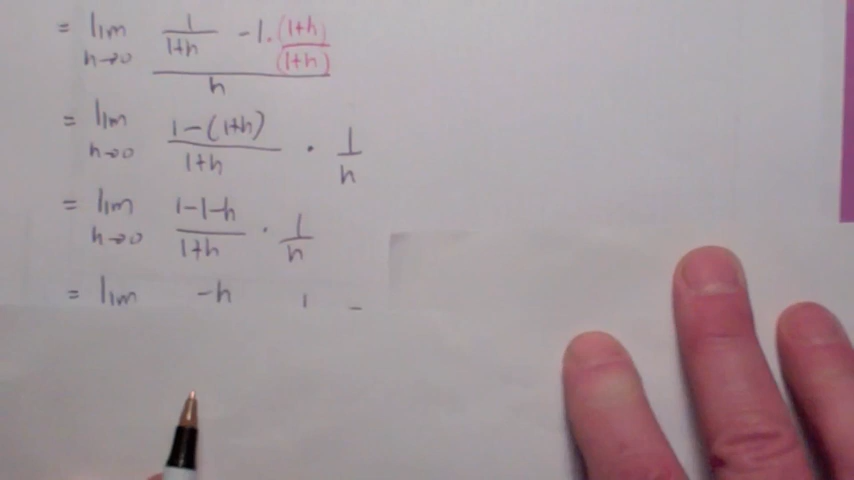 = lim h→0 (1/(1+h) - 1 · (1+h)/(1+h)) / h
= lim h→0 (1-(1+h))/(1+h) · 1/h
= lim h→0 (1-1-h)/(1+h) · 1/h
= lim -h